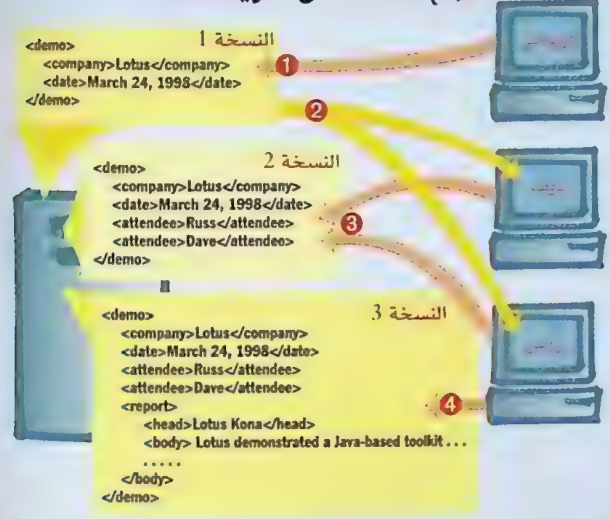 النسخة 1
<demo>
<company>Lotus</company>
<date>March 24, 1998</date>
</demo>
1
2
النسخة 2
<demo>
<company>Lotus</company>
<date>March 24, 1998</date>
<attendee>Russ</attendee>
<attendee>Dave</attendee>
</demo>
3
النسخة 3
<demo>
<company>Lotus</company>
<date>March 24, 1998</date>
<attendee>Russ</attendee>
<attendee>Dave</attendee>
<report>
<head>Lotus Kona</head>
<body> Lotus demonstrated a Java-based toolkit . . .
. . . . .
</body>
</demo>
4